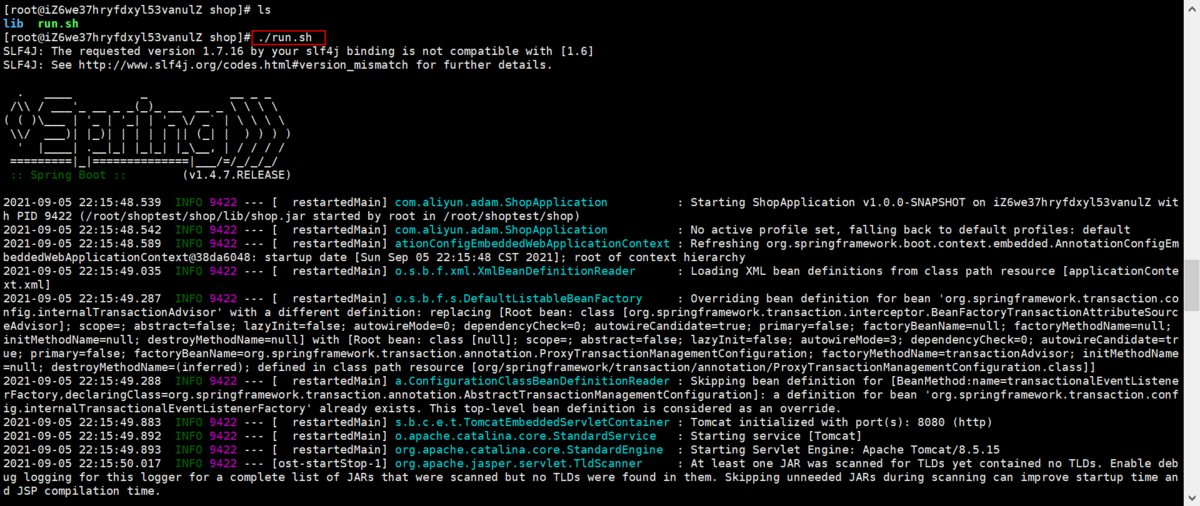 [root@iZ6we37hryfdxyl53vanulZ shop]# ls
lib  run.sh
[root@iZ6we37hryfdxyl53vanulZ shop]# ./run.sh
SLF4J: The requested version 1.7.16 by your slf4j binding is not compatible with [1.6]
SLF4J: See http://www.slf4j.org/codes.html#version_mismatch for further details.
  .   ____          _            __ _ _
 /\\ / ___'_ __ _ _(_)_ __  __ _ \ \ \ \
( ( )\___ | '_ | '_| | '_ \/ _` | \ \ \ \
 \\/  ___)| |_)| | | | | || (_| |  ) ) ) )
  '  |____| .__|_| |_|_| |_\__, | / / / /
 =========|_|==============|___/=/_/_/_/
 :: Spring Boot ::        (v1.4.7.RELEASE)
2021-09-05 22:15:48.539  INFO 9422 --- [  restartedMain] com.aliyun.adam.ShopApplication          : Starting ShopApplication v1.0.0-SNAPSHOT on iZ6we37hryfdxyl53vanulZ wit
h PID 9422 (/root/shoptest/shop/lib/shop.jar started by root in /root/shoptest/shop)
2021-09-05 22:15:48.542  INFO 9422 --- [  restartedMain] com.aliyun.adam.ShopApplication          : No active profile set, falling back to default profiles: default
2021-09-05 22:15:48.589  INFO 9422 --- [  restartedMain] ationConfigEmbeddedWebApplicationContext : Refreshing org.springframework.boot.context.embedded.AnnotationConfigEm
beddedWebApplicationContext@38da6048: startup date [Sun Sep 05 22:15:48 CST 2021]; root of context hierarchy
2021-09-05 22:15:49.035  INFO 9422 --- [  restartedMain] o.s.b.f.xml.XmlBeanDefinitionReader      : Loading XML bean definitions from class path resource [applicationConte
xt.xml]
2021-09-05 22:15:49.287  INFO 9422 --- [  restartedMain] o.s.b.f.s.DefaultListableBeanFactory     : Overriding bean definition for bean 'org.springframework.transaction.co
nfig.internalTransactionAdvisor' with a different definition: replacing [Root bean: class [org.springframework.transaction.interceptor.BeanFactoryTransactionAttributeSourc
eAdvisor]; scope=; abstract=false; lazyInit=false; autowireMode=0; dependencyCheck=0; autowireCandidate=true; primary=false; factoryBeanName=null; factoryMethodName=null;
initMethodName=null; destroyMethodName=null] with [Root bean: class [null]; scope=; abstract=false; lazyInit=false; autowireMode=3; dependencyCheck=0; autowireCandidate=tr
ue; primary=false; factoryBeanName=org.springframework.transaction.annotation.ProxyTransactionManagementConfiguration; factoryMethodName=transactionAdvisor; initMethodName
=null; destroyMethodName=(inferred); defined in class path resource [org/springframework/transaction/annotation/ProxyTransactionManagementConfiguration.class]]
2021-09-05 22:15:49.288  INFO 9422 --- [  restartedMain] a.ConfigurationClassBeanDefinitionReader : Skipping bean definition for [BeanMethod:name=transactionalEventListene
rFactory,declaringClass=org.springframework.transaction.annotation.AbstractTransactionManagementConfiguration]: a definition for bean 'org.springframework.transaction.conf
ig.internalTransactionalEventListenerFactory' already exists. This top-level bean definition is considered as an override.
2021-09-05 22:15:49.883  INFO 9422 --- [  restartedMain] s.b.c.e.t.TomcatEmbeddedServletContainer : Tomcat initialized with port(s): 8080 (http)
2021-09-05 22:15:49.892  INFO 9422 --- [  restartedMain] o.apache.catalina.core.StandardService   : Starting service [Tomcat]
2021-09-05 22:15:49.893  INFO 9422 --- [  restartedMain] org.apache.catalina.core.StandardEngine  : Starting Servlet Engine: Apache Tomcat/8.5.15
2021-09-05 22:15:50.017  INFO 9422 --- [ost-startStop-1] org.apache.jasper.servlet.TldScanner     : At least one JAR was scanned for TLDs yet contained no TLDs. Enable deb
ug logging for this logger for a complete list of JARs that were scanned but no TLDs were found in them. Skipping unneeded JARs during scanning can improve startup time an
d JSP compilation time.